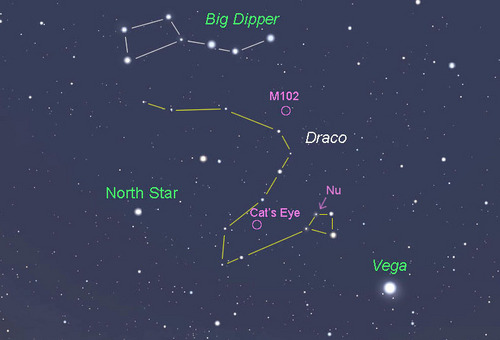 Big Dipper
M102
Draco
North Star
Nu
Cat's Eye
Vega